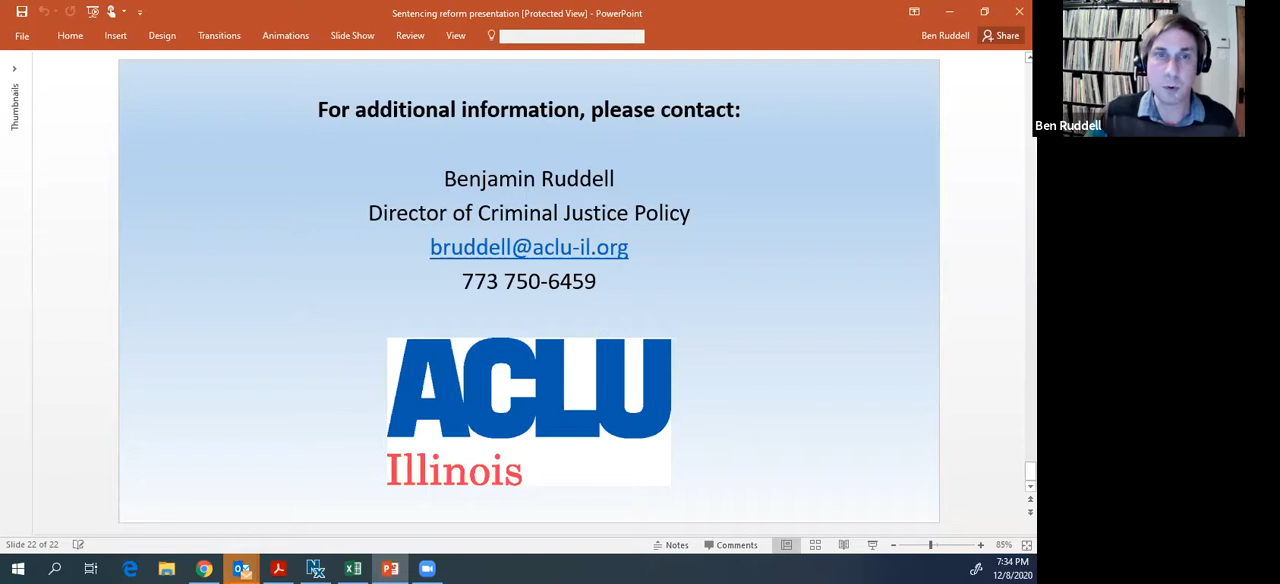 Sentencing reform presentation [Protected View] - PowerPoint
File Home Insert Design Transitions Animations Slide Show Review View Ben Ruddell Share
Thumbnails
For additional information, please contact:
Benjamin Ruddell
Director of Criminal Justice Policy
bruddell@aclu-il.org
773 750-6459
ACLU
Illinois
Ben Ruddell
Slide 22 of 22 Notes Comments 85%
7:34 PM
12/8/2020